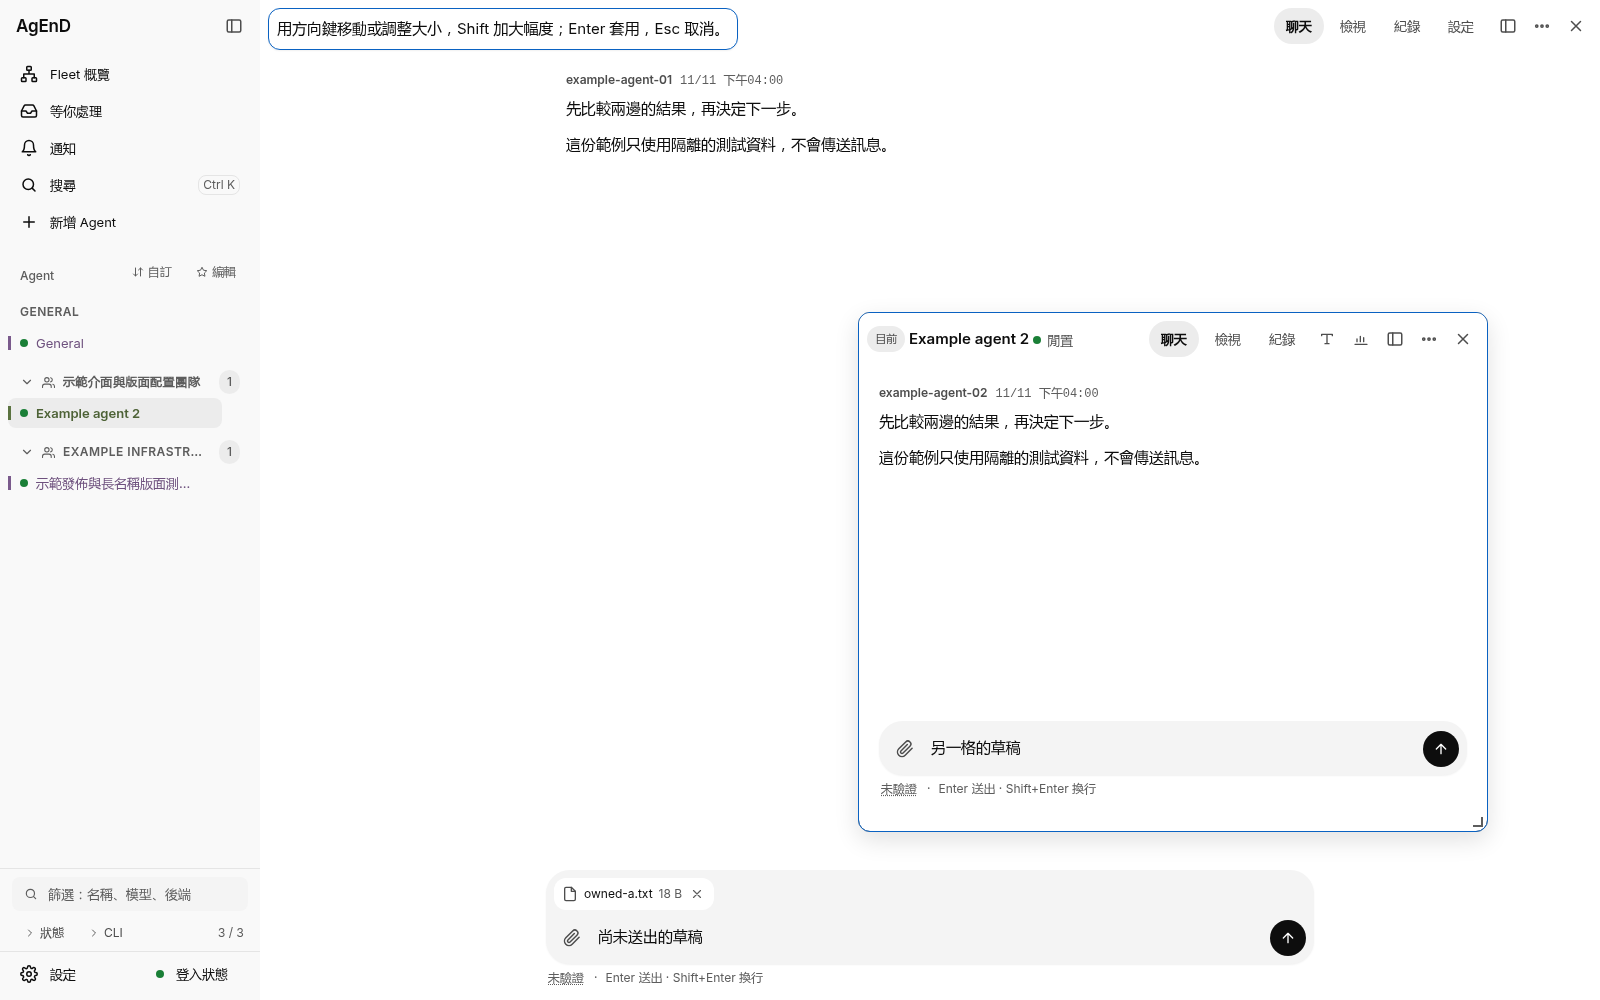 AgEnD
Fleet 概覽
等你處理
通知
搜尋 Ctrl K
新增 Agent
Agent 自訂 編輯
GENERAL
General
示範介面與版面配置團隊 1
Example agent 2
EXAMPLE INFRASTR... 1
示範發佈與長名稱版面測...
篩選：名稱、模型、後端
狀態 CLI 3 / 3
設定 登入狀態
用方向鍵移動或調整大小，Shift 加大幅度；Enter 套用，Esc 取消。
聊天 檢視 紀錄 設定
example-agent-01 11/11 下午04:00
先比較兩邊的結果，再決定下一步。
這份範例只使用隔離的測試資料，不會傳送訊息。
目前 Example agent 2 閒置 聊天 檢視 紀錄
example-agent-02 11/11 下午04:00
先比較兩邊的結果，再決定下一步。
這份範例只使用隔離的測試資料，不會傳送訊息。
另一格的草稿
未驗證 · Enter 送出 · Shift+Enter 換行
owned-a.txt 18 B
尚未送出的草稿
未驗證 · Enter 送出 · Shift+Enter 換行